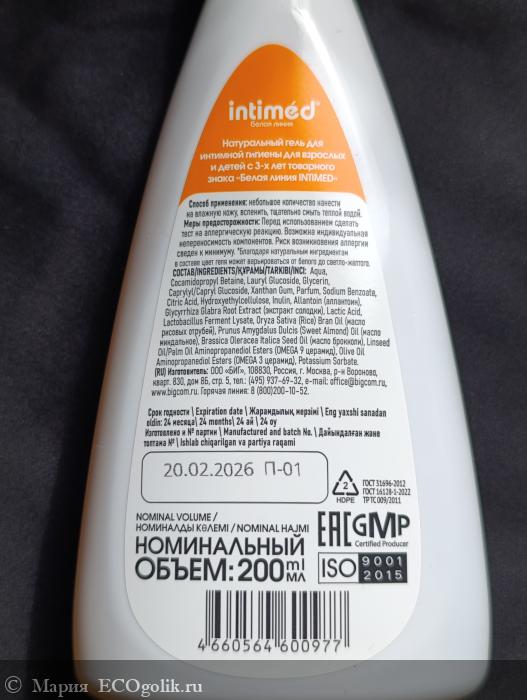 intiméd®
белая линия
Натуральный гель для
интимной гигиены для взрослых
и детей с 3-х лет товарного
знака «Белая линия INTIMED»
Способ применения: небольшое количество нанести
на влажную кожу, вспенить, тщательно смыть теплой водой.
Меры предосторожности: Перед использованием сделать
тест на аллергическую реакцию. Возможна индивидуальная
непереносимость компонентов. Риск возникновения аллергии
сведен к минимуму. *Благодаря натуральным ингредиентам
в составе цвет геля может варьироваться от белого до светло-желтого.
СОСТАВ/INGREDIENTS/ҚҰРАМЫ/TARKIBI/INCI: Aqua,
Cocamidopropyl Betaine, Lauryl Glucoside, Glycerin,
Caprylyl/Capryl Glucoside, Xanthan Gum, Parfum, Sodium Benzoate,
Citric Acid, Hydroxyethylcellulose, Inulin, Allantoin (аллантоин),
Glycyrrhiza Glabra Root Extract (экстракт солодки), Lactic Acid,
Lactobacillus Ferment Lysate, Oryza Sativa (Rice) Bran Oil (масло
рисовых отрубей), Prunus Amygdalus Dulcis (Sweet Almond) Oil (масло
миндальное), Brassica Oleracea Italica Seed Oil (масло брокколи), Linseed
Oil/Palm Oil Aminopropanediol Esters (OMEGA 9 церамид), Olive Oil
Aminopropanediol Esters (OMEGA 3 церамид), Potassium Sorbate.
(RU) Изготовитель: ООО «БИГ», 108830, Россия, г. Москва, р-н Вороново,
кварт. 830, дом 86, стр. 5, тел.: (495) 937-69-32, e-mail: office@bigcom.ru,
www.bigcom.ru. Горячая линия: 8 (800)200-10-52.
Срок годности \ Expiration date \ Жарамдылық мерзімі \ Eng yaxshi sanadan
oldin: 24 месяца\ 24 months\ 24 ай \ 24 oy
Изготовлено и № партии \ Manufactured and batch No. \ Дайындалған және
топтама № \ Ishlab chiqarilgan va partiya raqami
20.02.2026 П-01
2
HDPE
ГОСТ 31696-2012
ГОСТ 16128-1-2022
ТР ТС 009/2011
NOMINAL VOLUME /
НОМИНАЛДЫ КӨЛЕМІ / NOMINAL HAJMI
НОМИНАЛЬНЫЙ
ОБЪЕМ: 200 ml
МЛ
EAC GMP
Certified Producer
ISO 9001
2015
4 660564 600977
© Мария ECOgolik.ru